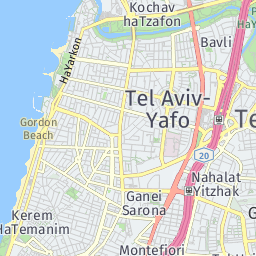 Kochav
haTzafon
Bavli
HaYarkon
Tel Aviv-
Yafo
Te
Gordon
Beach
20
Nahalat
Yitzhak
Ganei
Sarona
G
Kerem
HaTemanim
Montefiori